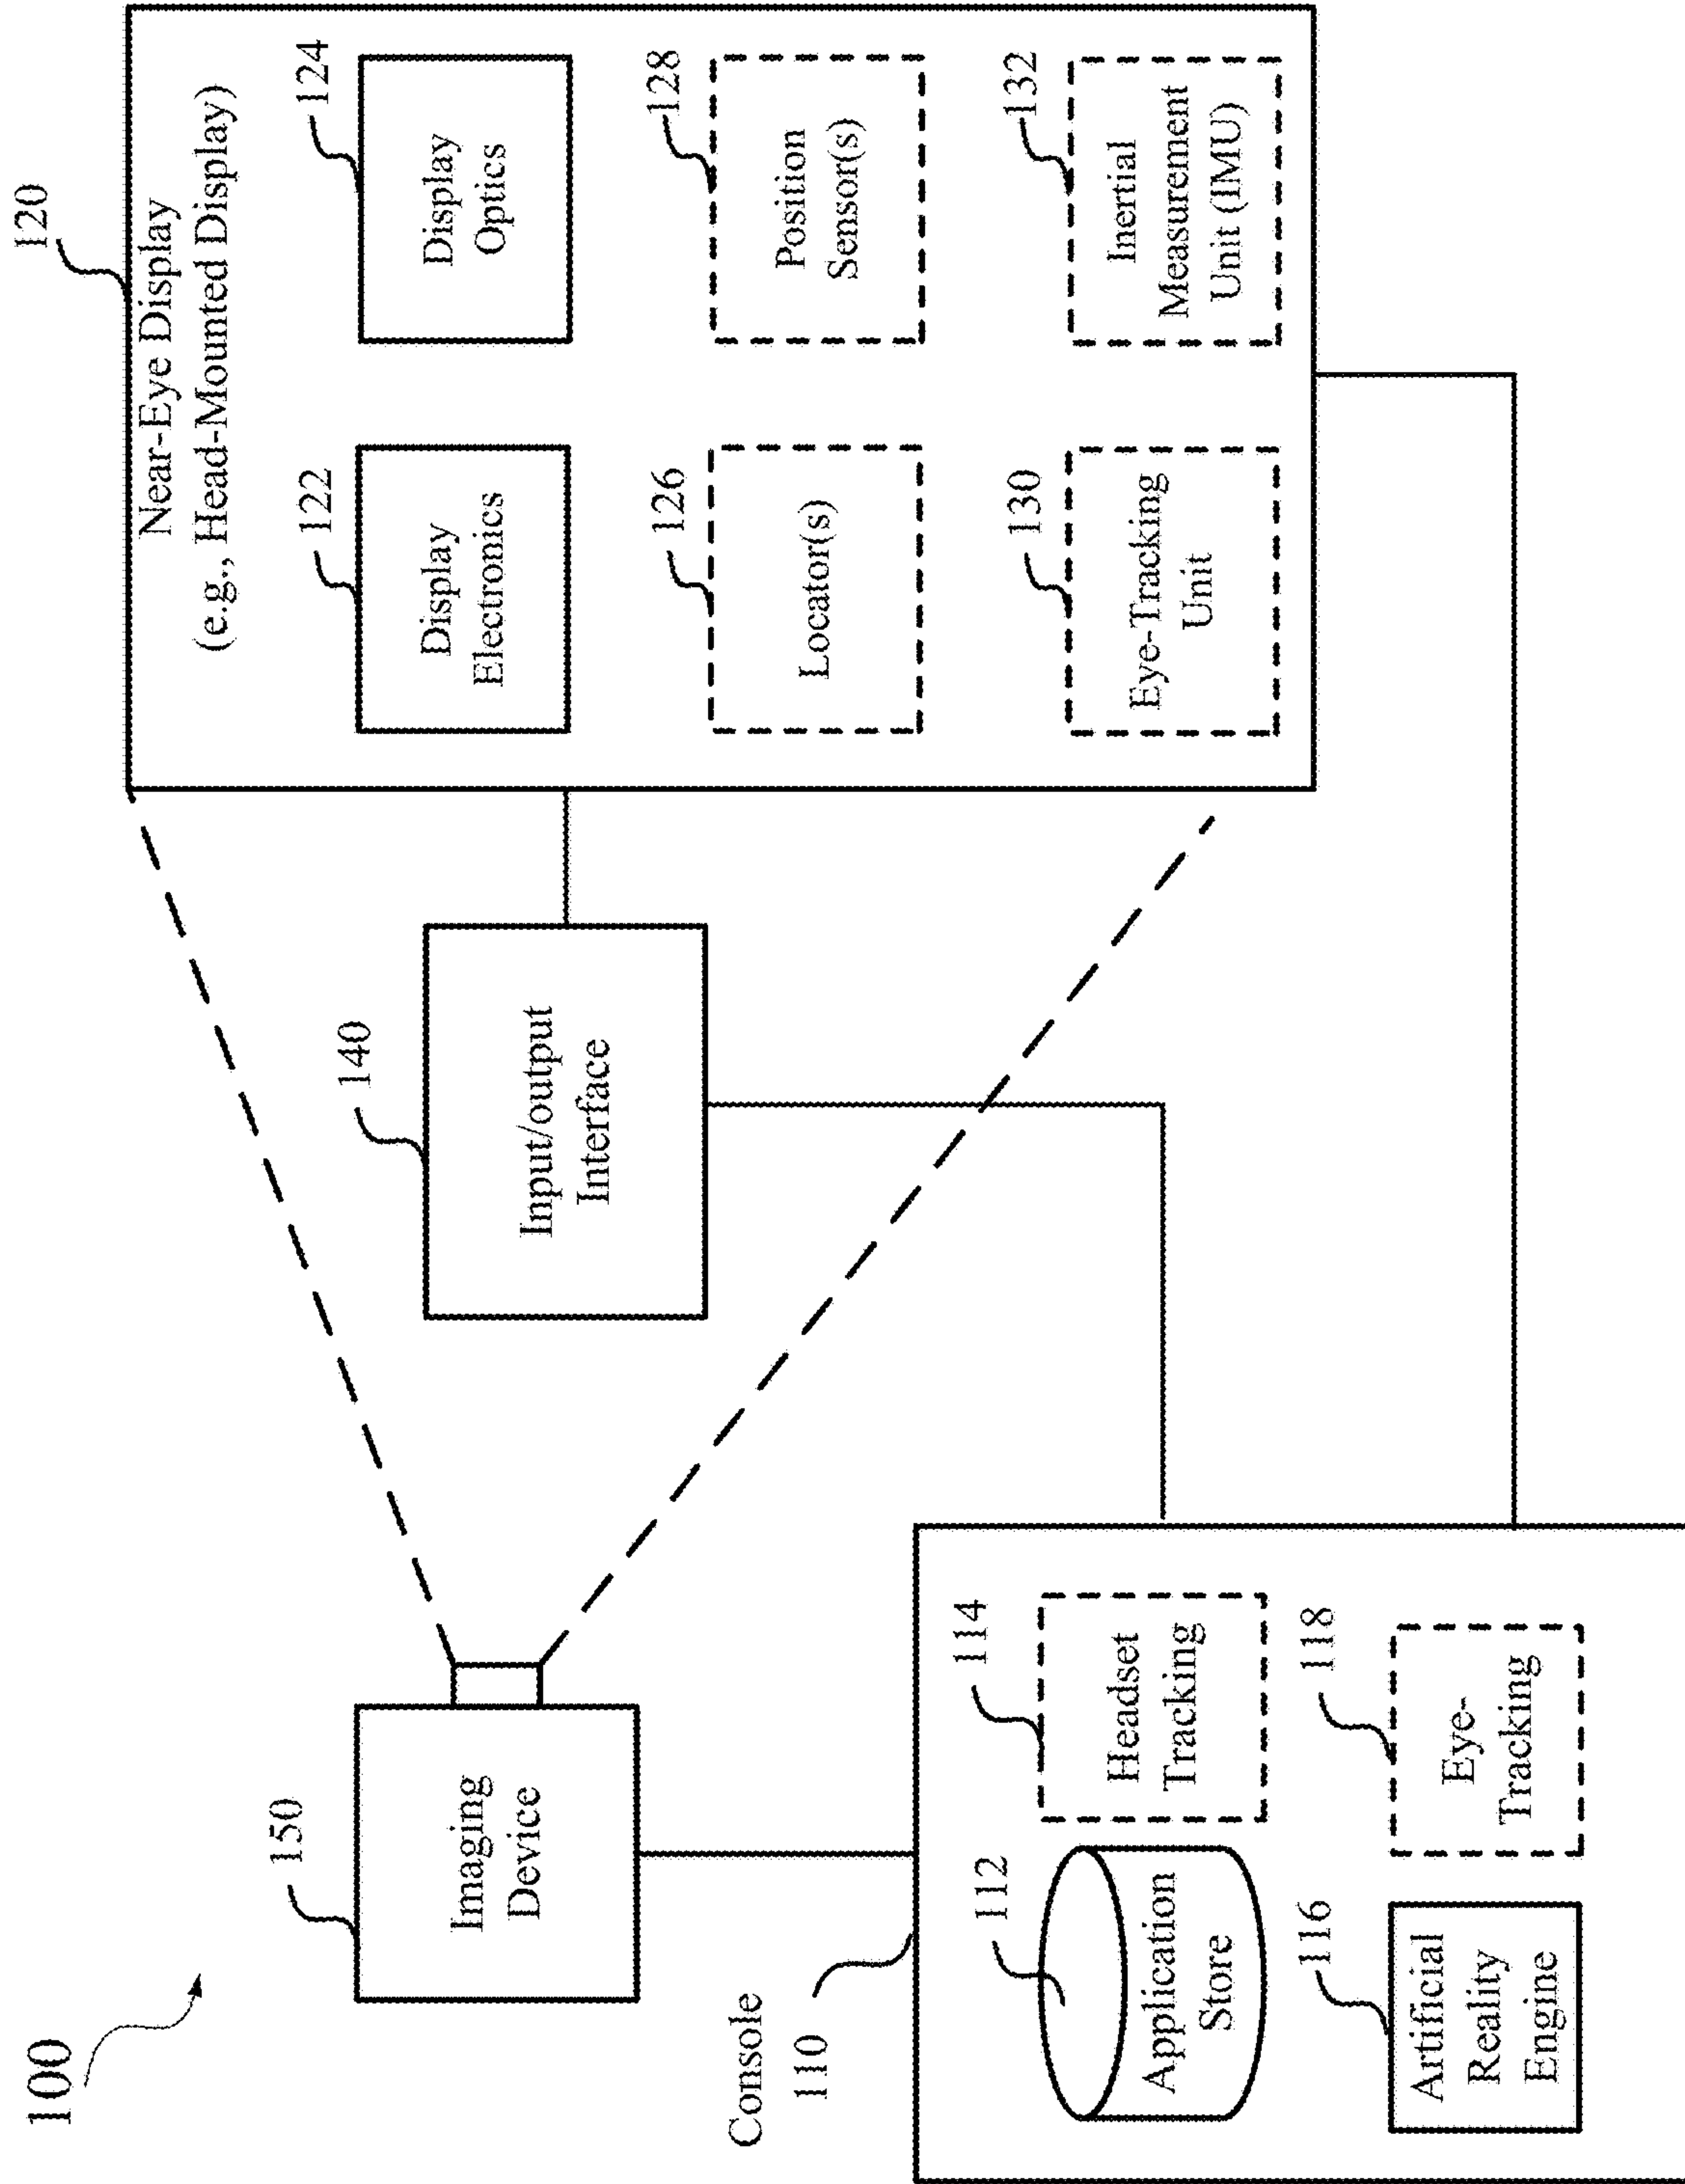 100
150
Imaging
Device
140
Input/output
Interface
120
Near-Eye Display
(e.g., Head-Mounted Display)
122
Display
Electronics
124
Display
Optics
126
Locator(s)
128
Position
Sensor(s)
130
Eye-Tracking
Unit
132
Inertial
Measurement
Unit (IMU)
Console
110
112
Application
Store
114
Headset
Tracking
116
Artificial
Reality
Engine
118
Eye-
Tracking